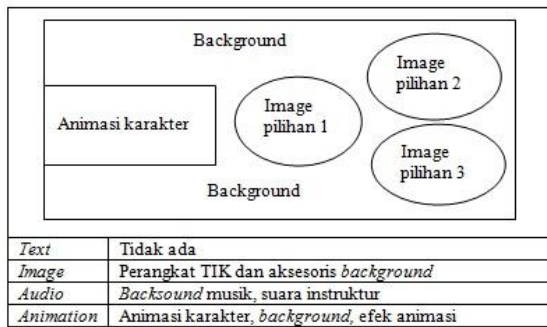 Background
Image
pilihan 2
Animasi karakter
Image
pilihan 1
Image
pilihan 3
Background
Text Tidak ada
Image Perangkat TIK dan aksesoris background
Audio Backsound musik, suara instruktur
Animation Animasi karakter, background, efek animasi